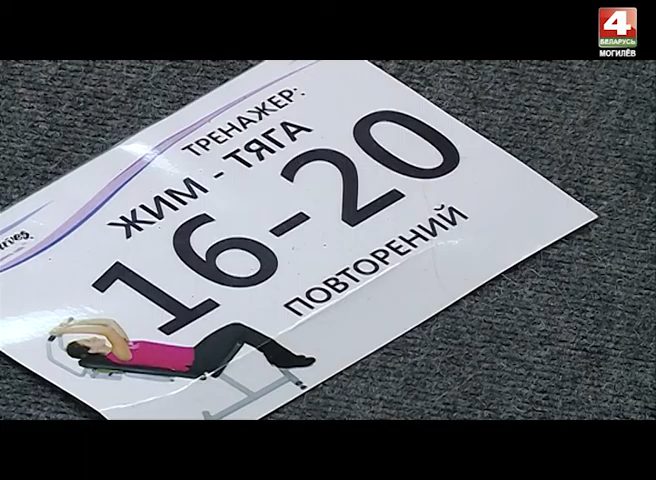 4
БЕЛАРУСЬ
МОГИЛЁВ
ТРЕНАЖЕР:
ЖИМ - ТЯГА
16-20
ПОВТОРЕНИЙ